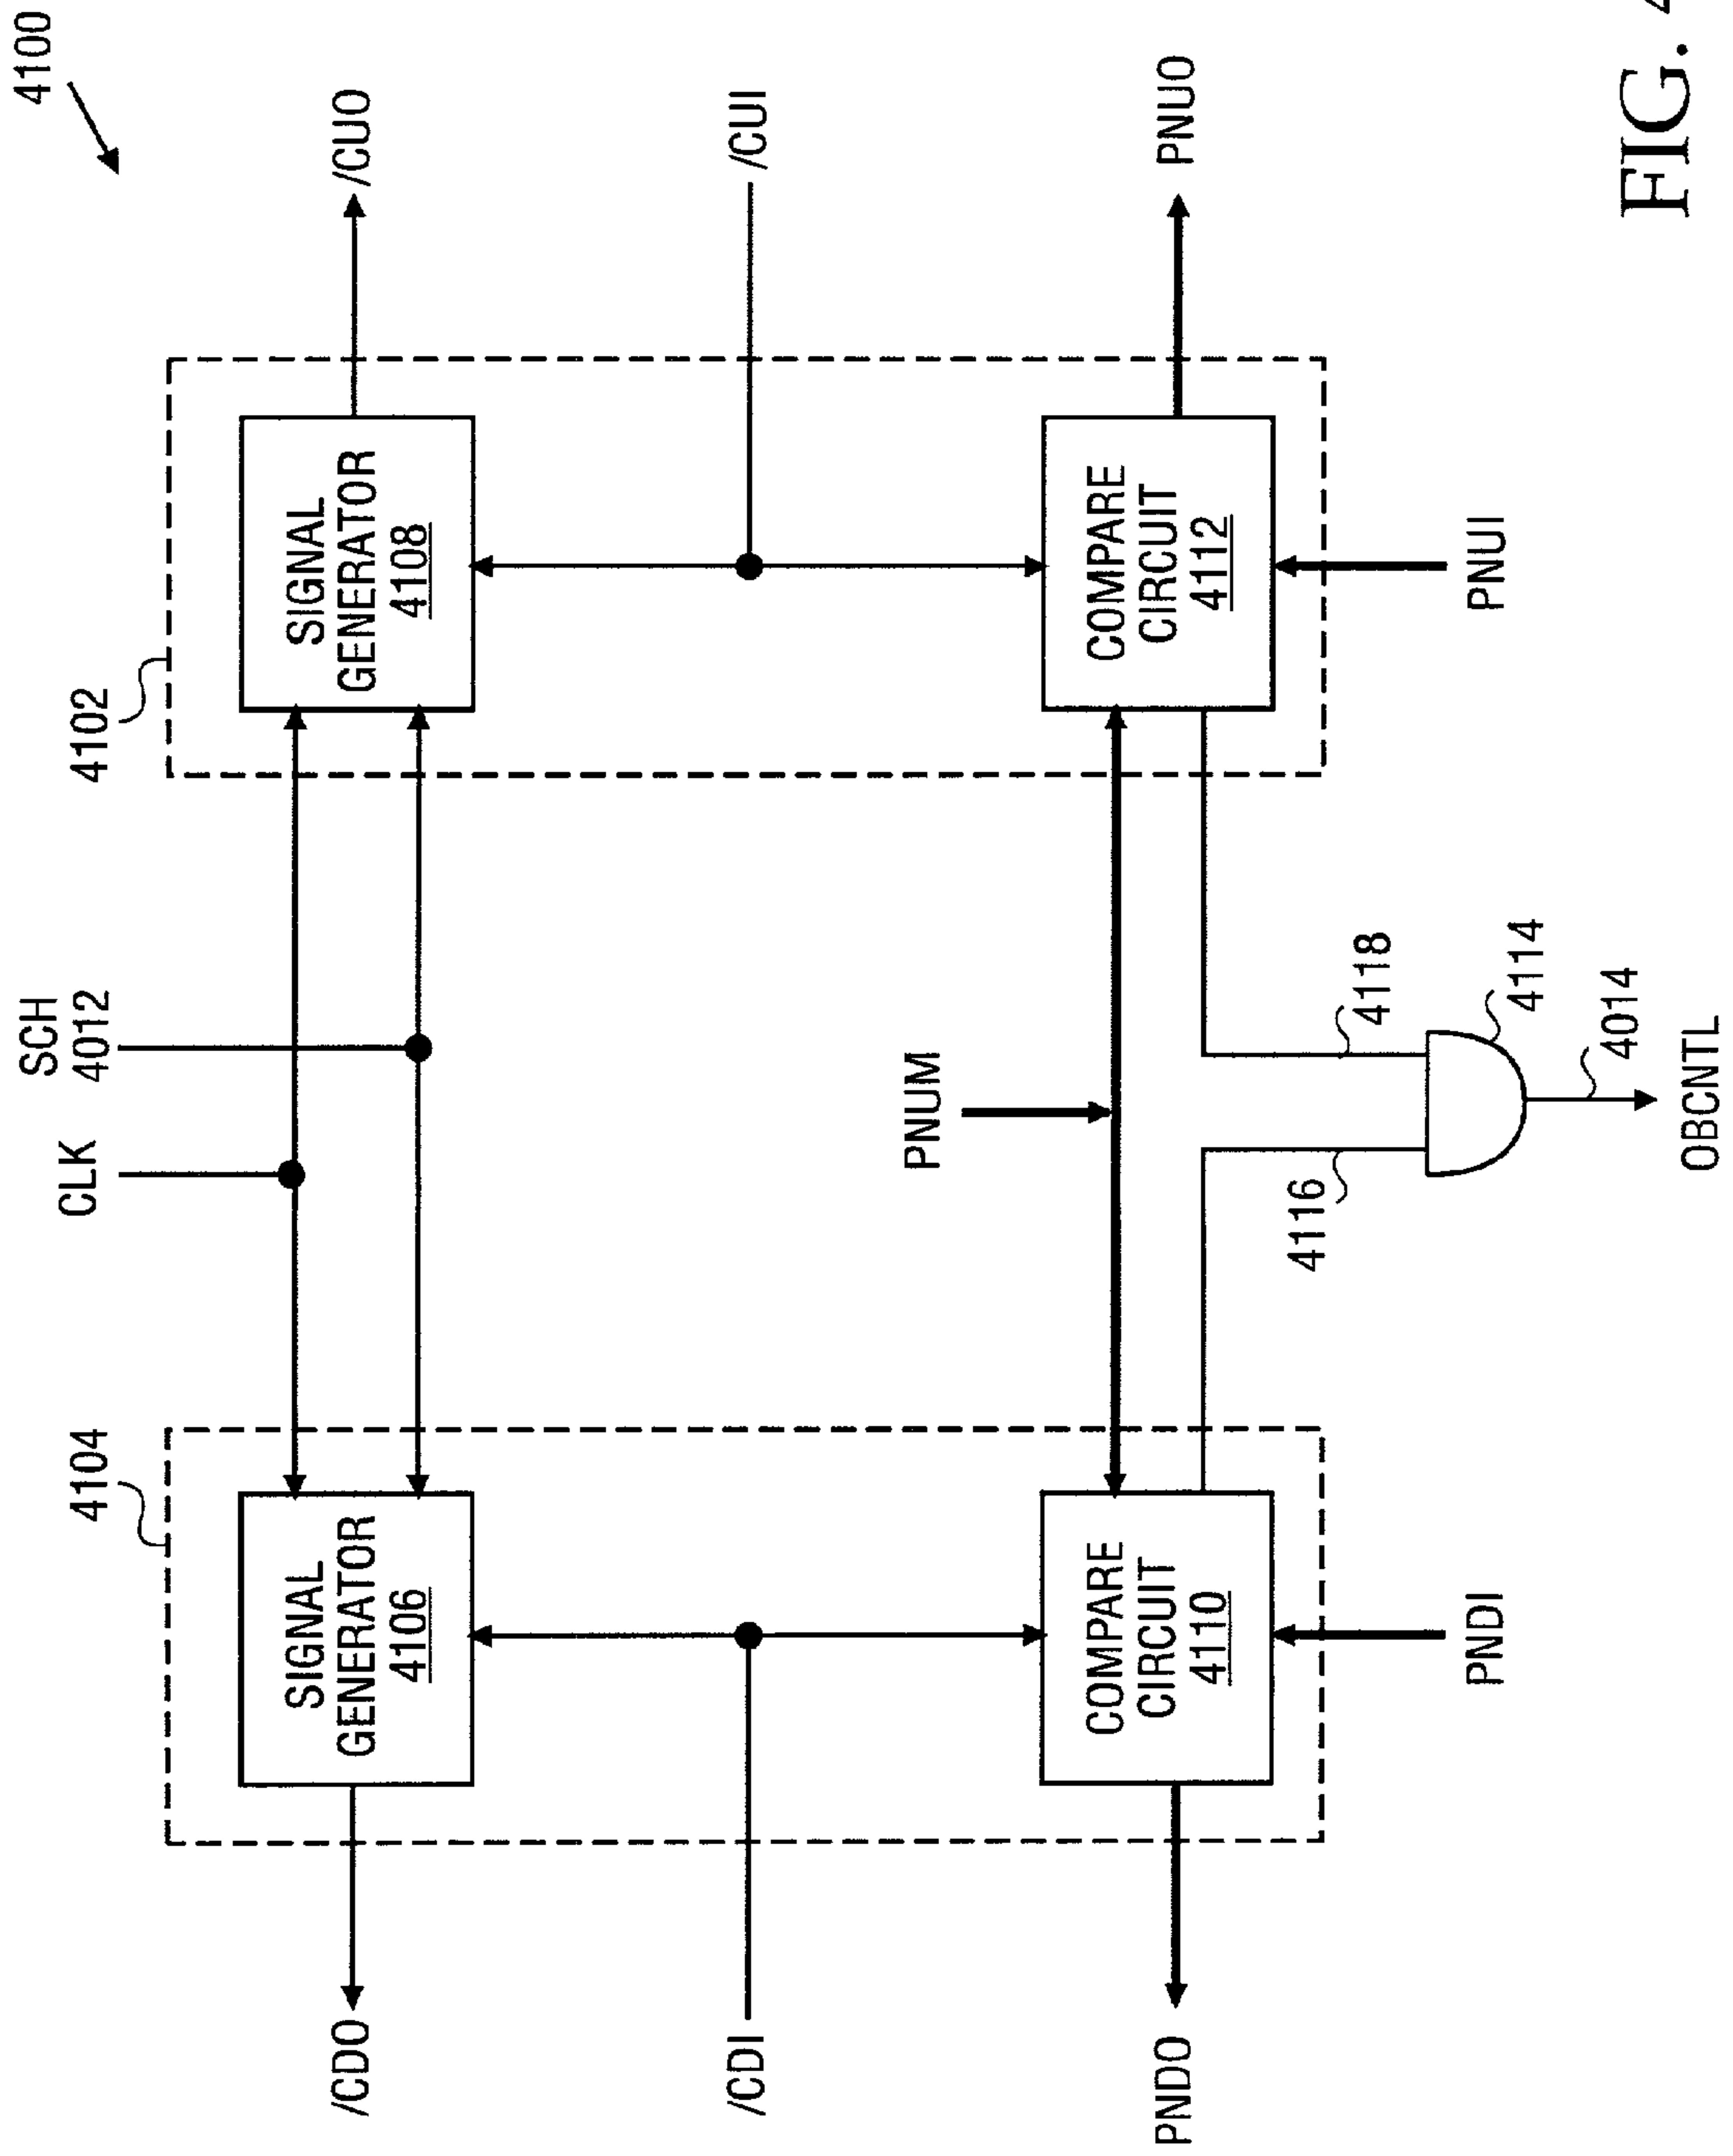 4100
SCH
4012
CLK
4104
4102
/CDO
SIGNAL
GENERATOR
4106
SIGNAL
GENERATOR
4108
/CUO
/CDI
/CUI
PNUM
PNDO
COMPARE
CIRCUIT
4110
COMPARE
CIRCUIT
4112
PNUO
4116
4118
PNDI
PNUI
4114
4014
OBCNTL
FIG.